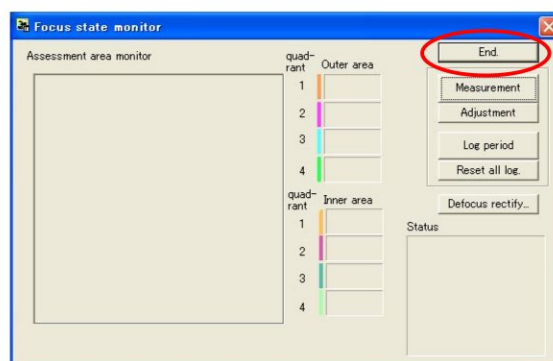 Focus state monitor
Assessment area monitor
quad-
rant
Outer area
1
2
3
4
quad-
rant
Inner area
1
2
3
4
End.
Measurement
Adjustment
Log period
Reset all log.
Defocus rectify...
Status